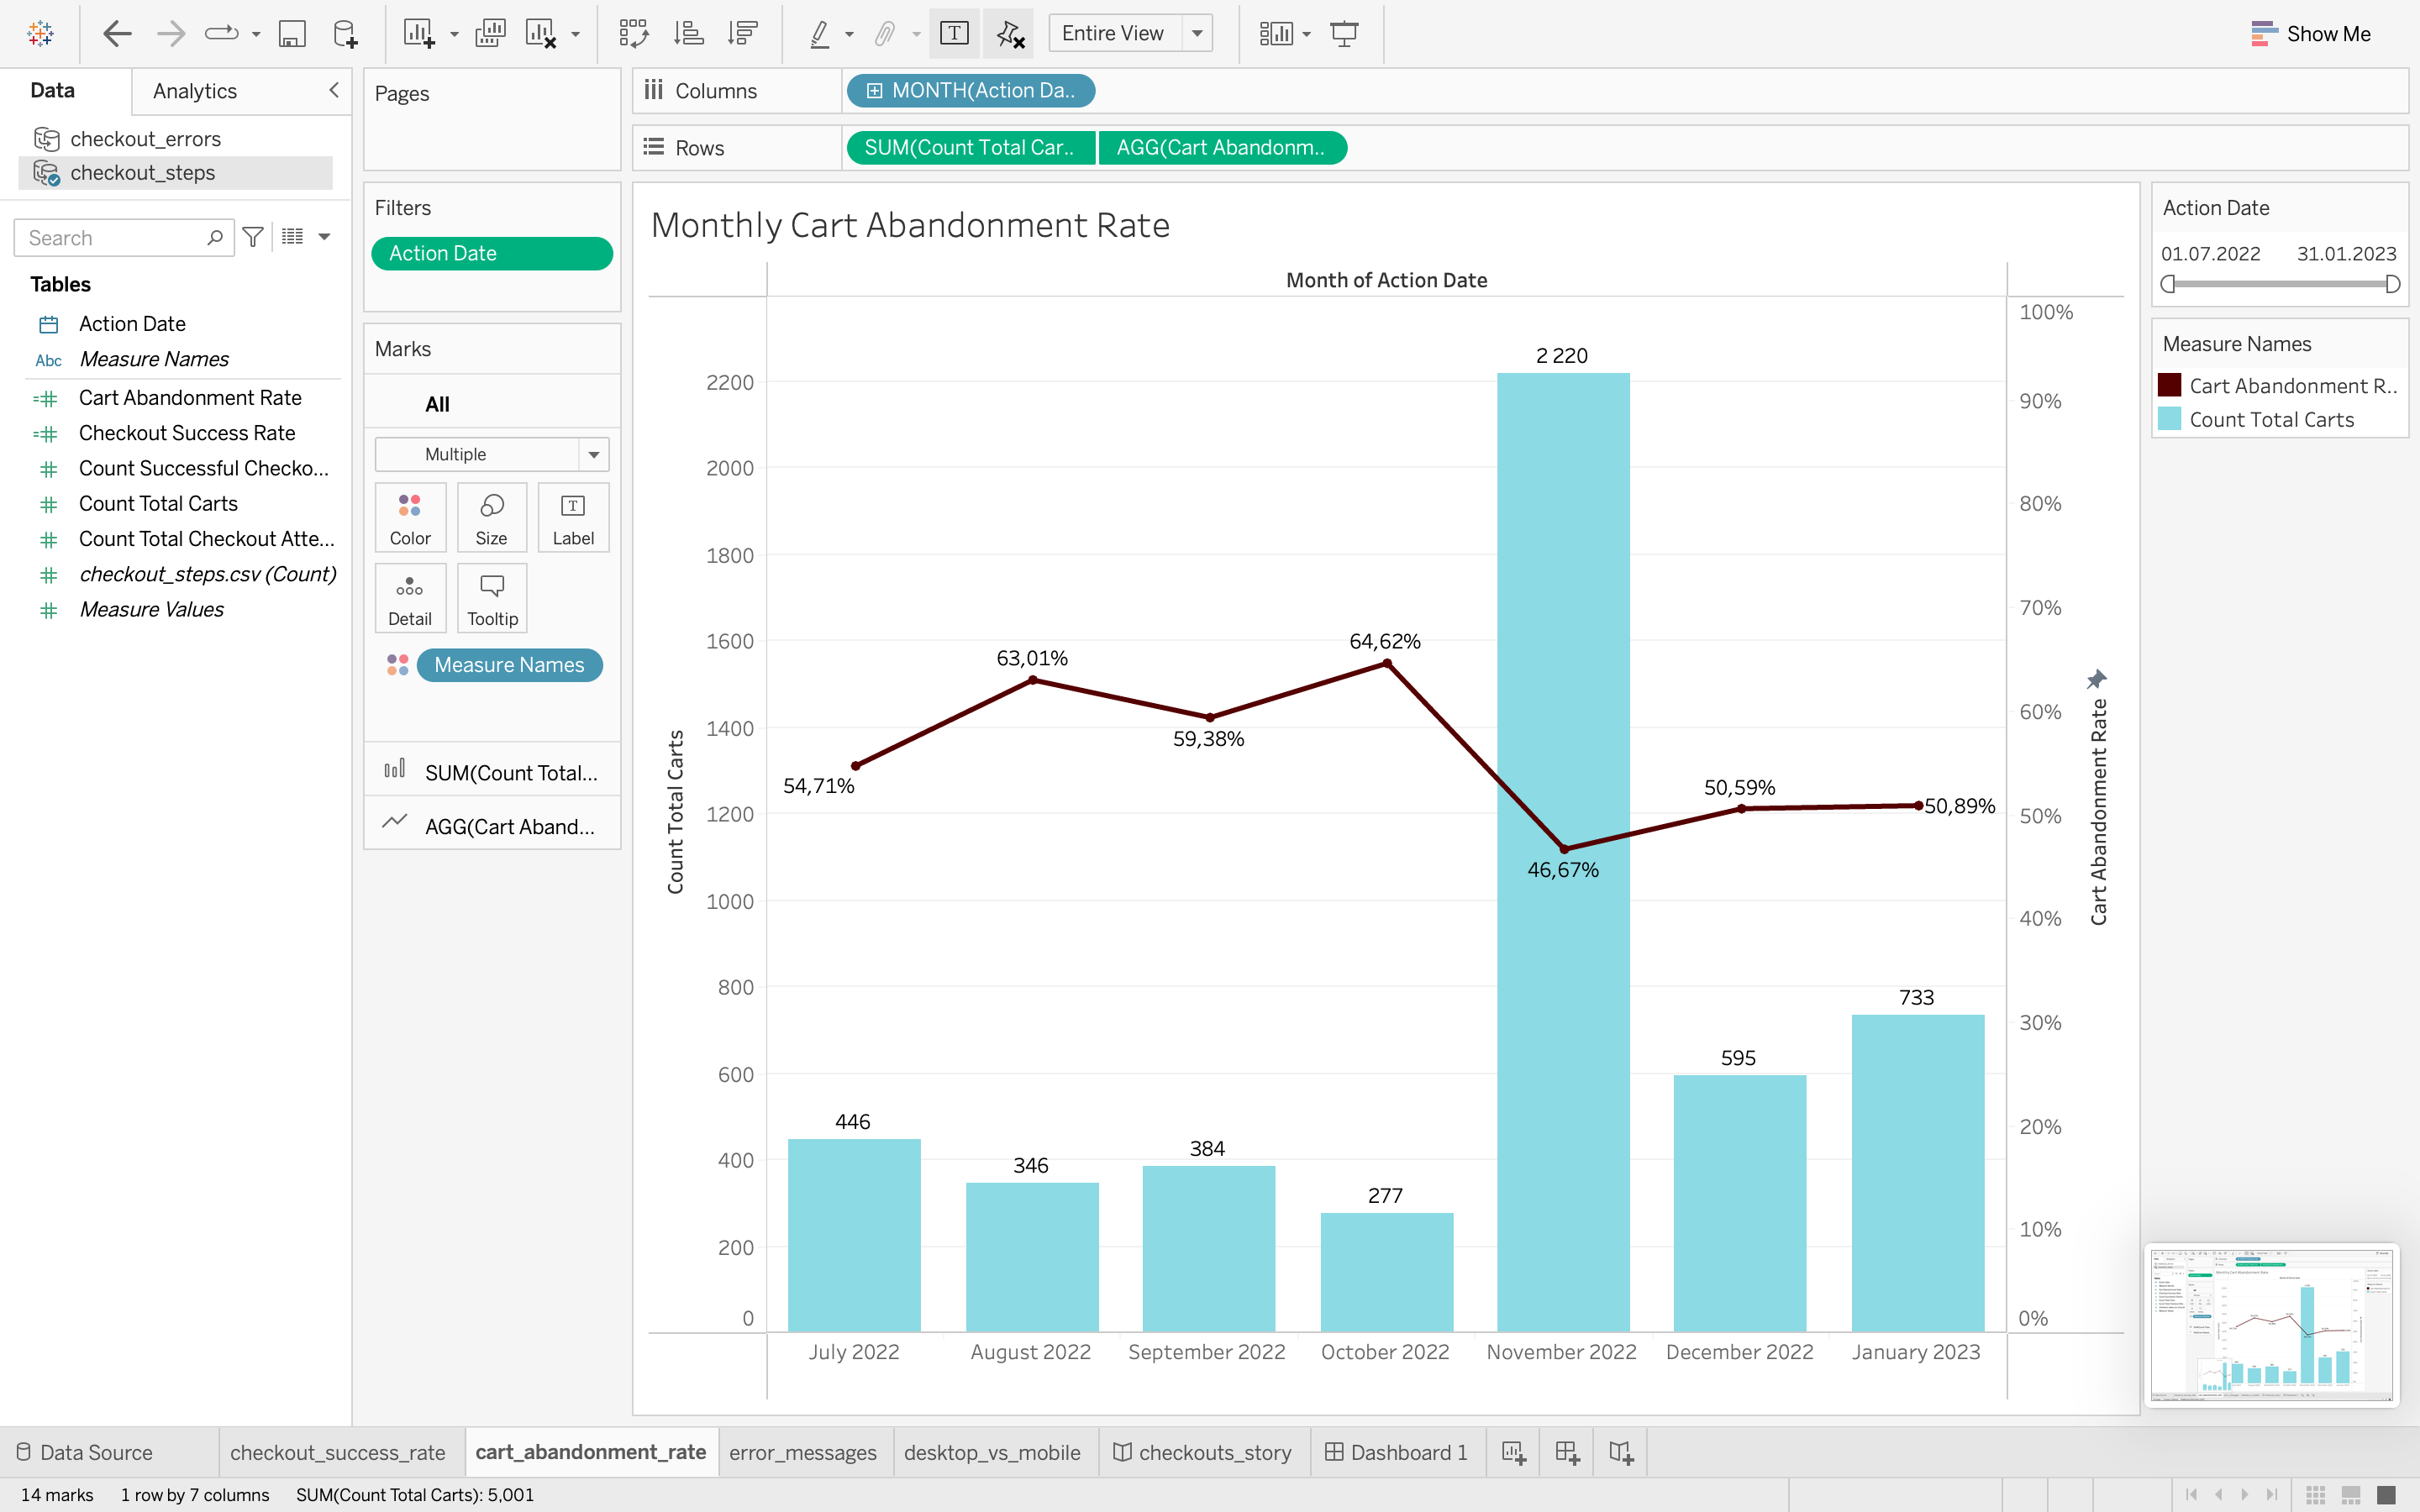 Entire View
Show Me
Data
Analytics
checkout_errors
checkout_steps
Search
Tables
Action Date
Abc Measure Names
Cart Abandonment Rate
Checkout Success Rate
Count Successful Checko...
Count Total Carts
Count Total Checkout Atte...
checkout_steps.csv (Count)
Measure Values
Pages
Filters
Action Date
Marks
All
Multiple
Color
Size
Label
Detail
Tooltip
Measure Names
SUM(Count Total...
AGG(Cart Aband...
Columns
MONTH(Action Da..
Rows
SUM(Count Total Car..
AGG(Cart Abandonm..
Monthly Cart Abandonment Rate
Month of Action Date
Count Total Carts
2200
2000
1800
1600
1400
1200
1000
800
600
400
200
0
54,71%
63,01%
59,38%
64,62%
46,67%
50,59%
50,89%
446
346
384
277
2 220
595
733
July 2022
August 2022
September 2022
October 2022
November 2022
December 2022
January 2023
100%
90%
80%
70%
60%
50%
40%
30%
20%
10%
0%
Cart Abandonment Rate
Action Date
01.07.2022
31.01.2023
Measure Names
Cart Abandonment R..
Count Total Carts
Data Source
checkout_success_rate
cart_abandonment_rate
error_messages
desktop_vs_mobile
checkouts_story
Dashboard 1
14 marks
1 row by 7 columns
SUM(Count Total Carts): 5,001